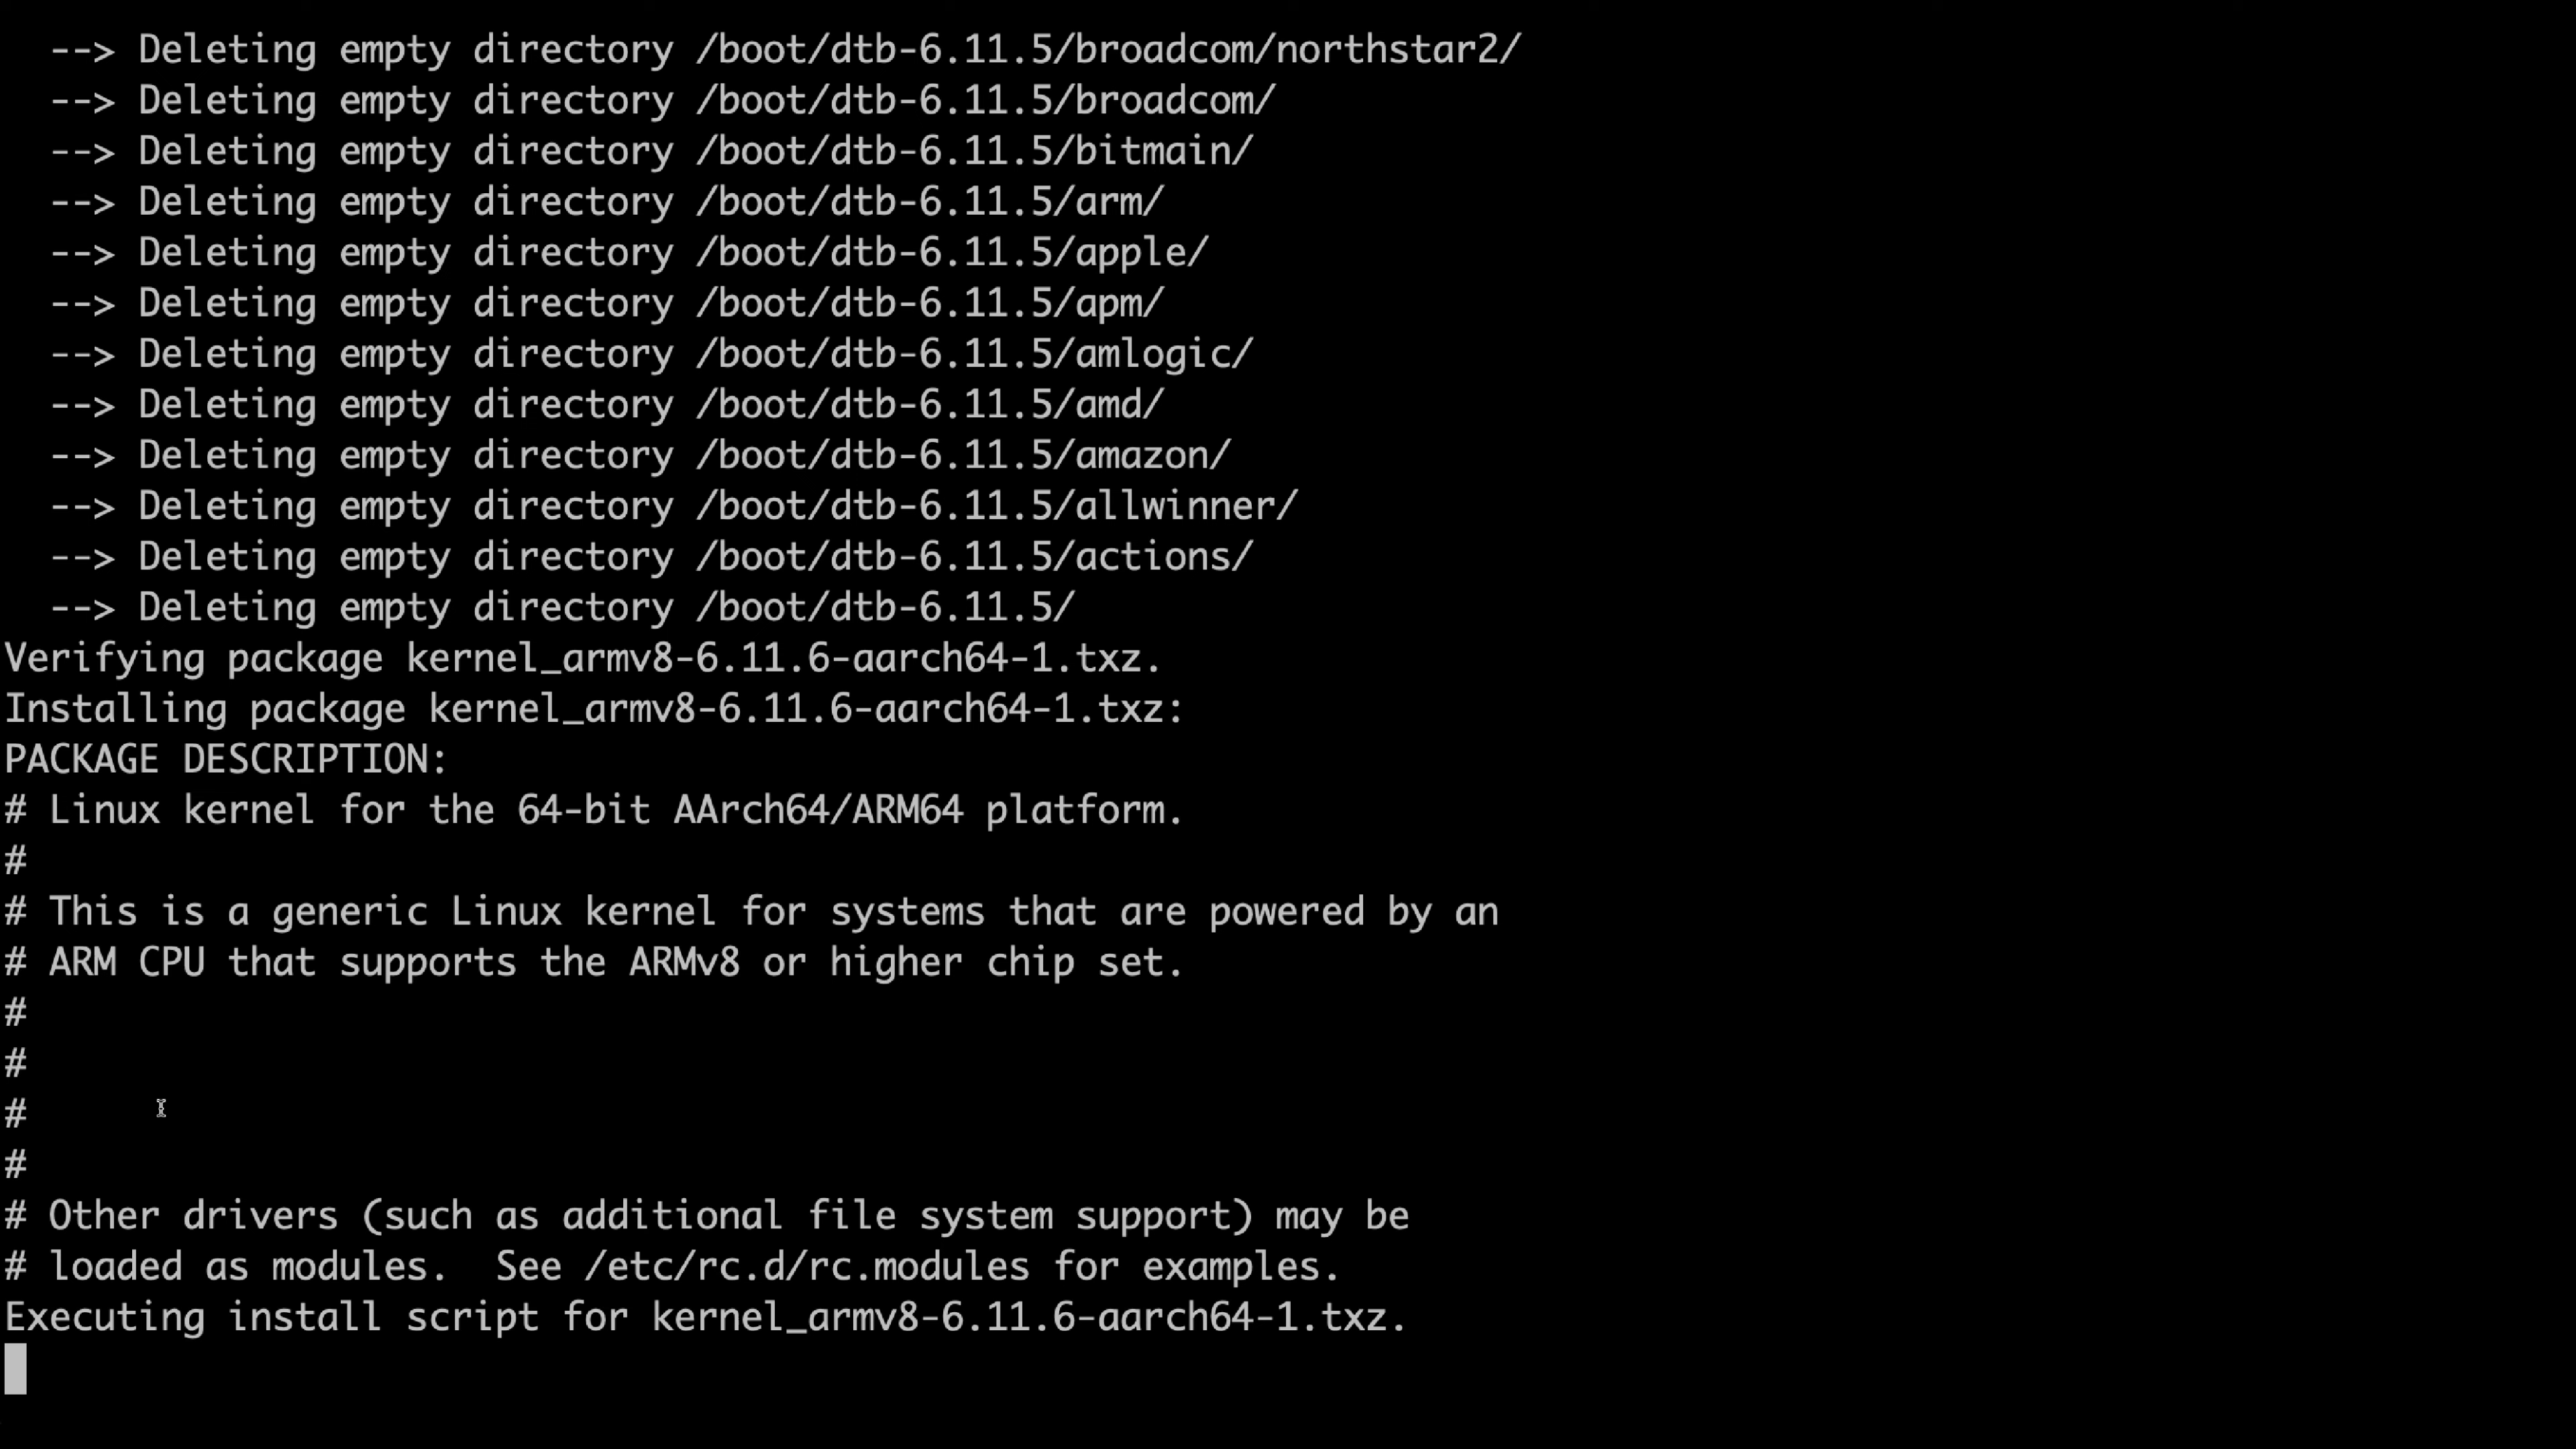 --> Deleting empty directory /boot/dtb-6.11.5/broadcom/northstar2/
--> Deleting empty directory /boot/dtb-6.11.5/broadcom/
--> Deleting empty directory /boot/dtb-6.11.5/bitmain/
--> Deleting empty directory /boot/dtb-6.11.5/arm/
--> Deleting empty directory /boot/dtb-6.11.5/apple/
--> Deleting empty directory /boot/dtb-6.11.5/apm/
--> Deleting empty directory /boot/dtb-6.11.5/amlogic/
--> Deleting empty directory /boot/dtb-6.11.5/amd/
--> Deleting empty directory /boot/dtb-6.11.5/amazon/
--> Deleting empty directory /boot/dtb-6.11.5/allwinner/
--> Deleting empty directory /boot/dtb-6.11.5/actions/
--> Deleting empty directory /boot/dtb-6.11.5/
Verifying package kernel_armv8-6.11.6-aarch64-1.txz.
Installing package kernel_armv8-6.11.6-aarch64-1.txz:
PACKAGE DESCRIPTION:
# Linux kernel for the 64-bit AArch64/ARM64 platform.
#
# This is a generic Linux kernel for systems that are powered by an
# ARM CPU that supports the ARMv8 or higher chip set.
#
#
#
#
# Other drivers (such as additional file system support) may be
# loaded as modules.  See /etc/rc.d/rc.modules for examples.
Executing install script for kernel_armv8-6.11.6-aarch64-1.txz.